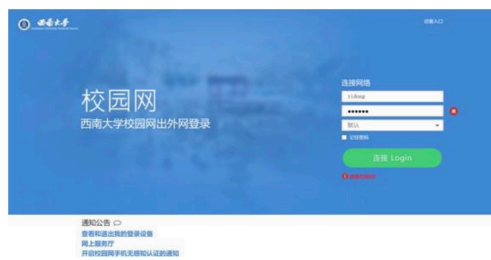 西南大学
连接网络
校园网
西南大学校园网出外网登录
默认
连接 Login
通知公告
查看和退出我的登录设备
网上服务厅
开启校园网手机无感知认证的通知